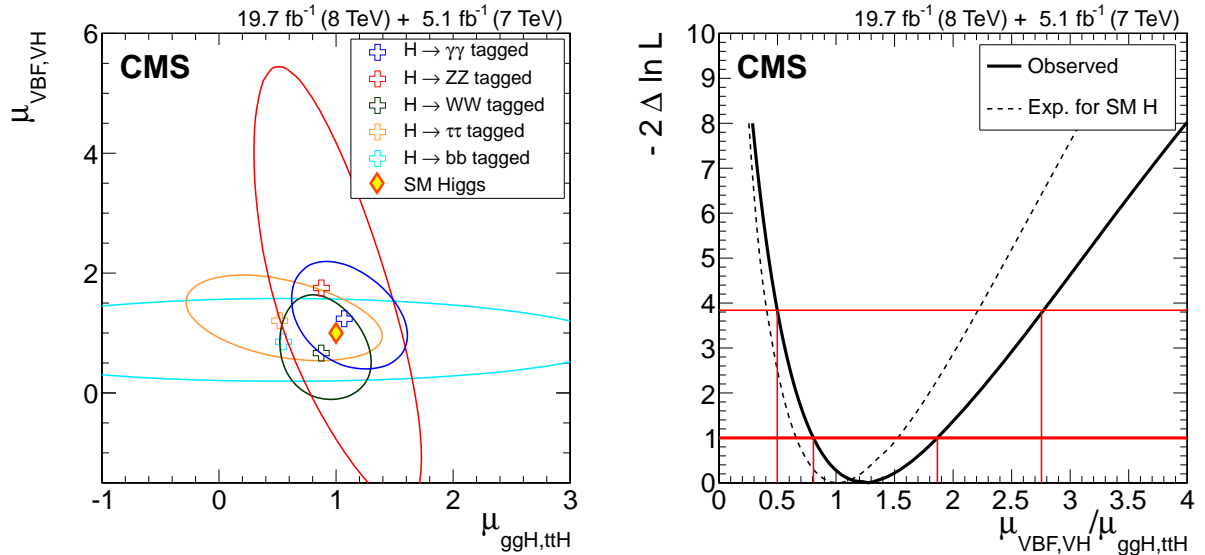 19.7 fb⁻¹ (8 TeV) + 5.1 fb⁻¹ (7 TeV)
CMS
μ_VBF,VH
6
4
2
0
H → γγ tagged
H → ZZ tagged
H → WW tagged
H → ττ tagged
H → bb tagged
SM Higgs
-1 0 1 2 3
μ_ggH,ttH
19.7 fb⁻¹ (8 TeV) + 5.1 fb⁻¹ (7 TeV)
CMS
- 2 Δ ln L
10
9
8
7
6
5
4
3
2
1
0
Observed
Exp. for SM H
0 0.5 1 1.5 2 2.5 3 3.5 4
μ_VBF,VH/μ_ggH,ttH